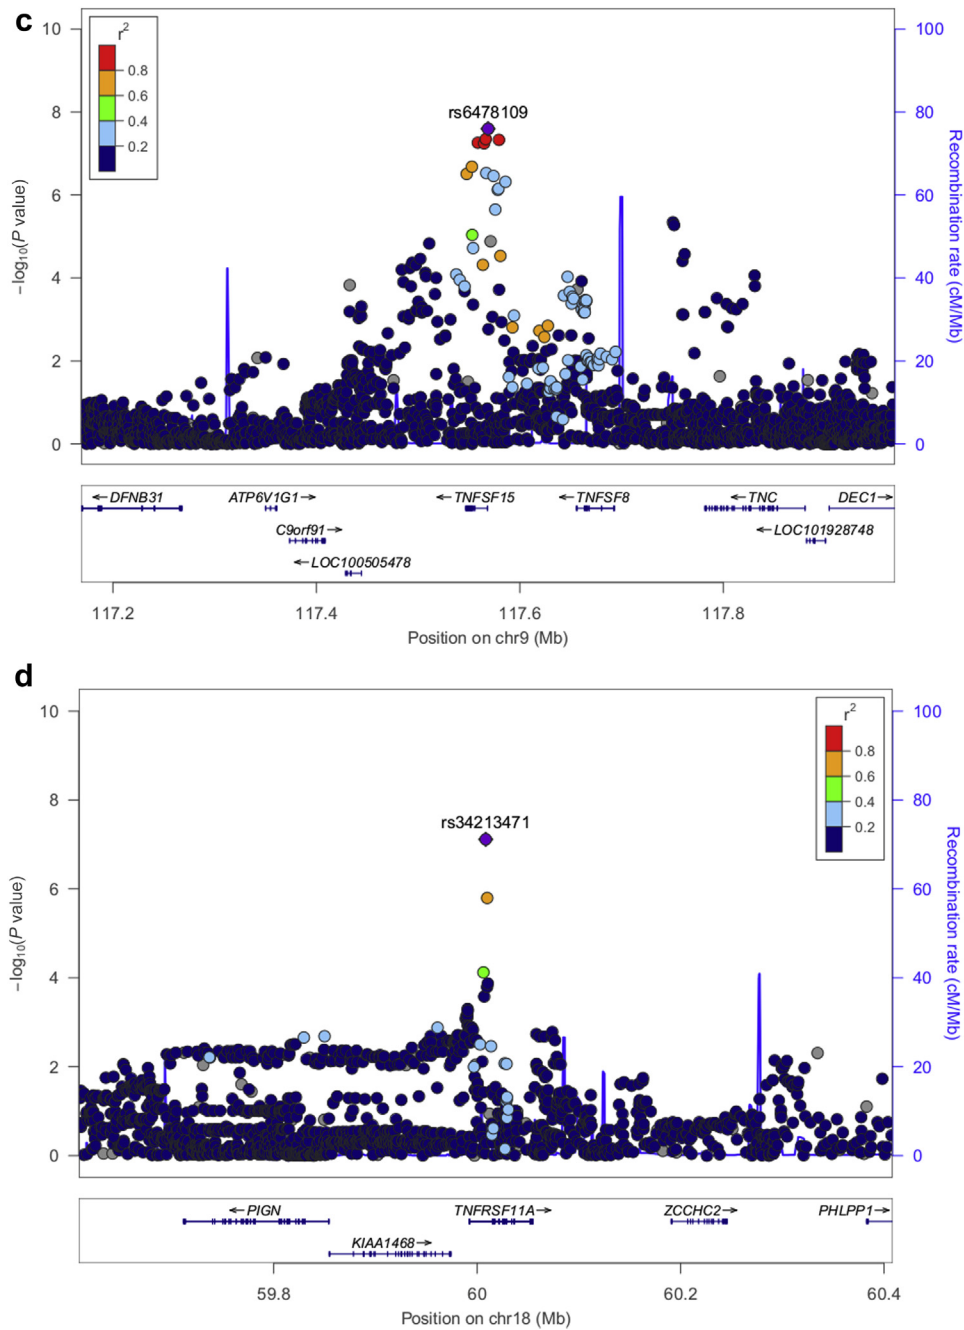 c
r2
0.8
0.6
0.4
0.2
rs6478109
10
8
6
4
2
0
−log10(P value)
100
80
60
40
20
0
Recombination rate (cM/Mb)
←DFNB31
ATP6V1G1→
←TNFSF15
←TNFSF8
←TNC
DEC1→
C9orf91→
←LOC101928748
←LOC100505478
117.2
117.4
117.6
117.8
Position on chr9 (Mb)
d
r2
0.8
0.6
0.4
0.2
rs34213471
10
8
6
4
2
0
−log10(P value)
100
80
60
40
20
0
Recombination rate (cM/Mb)
←PIGN
TNFRSF11A→
ZCCHC2→
PHLPP1→
KIAA1468→
59.8
60
60.2
60.4
Position on chr18 (Mb)